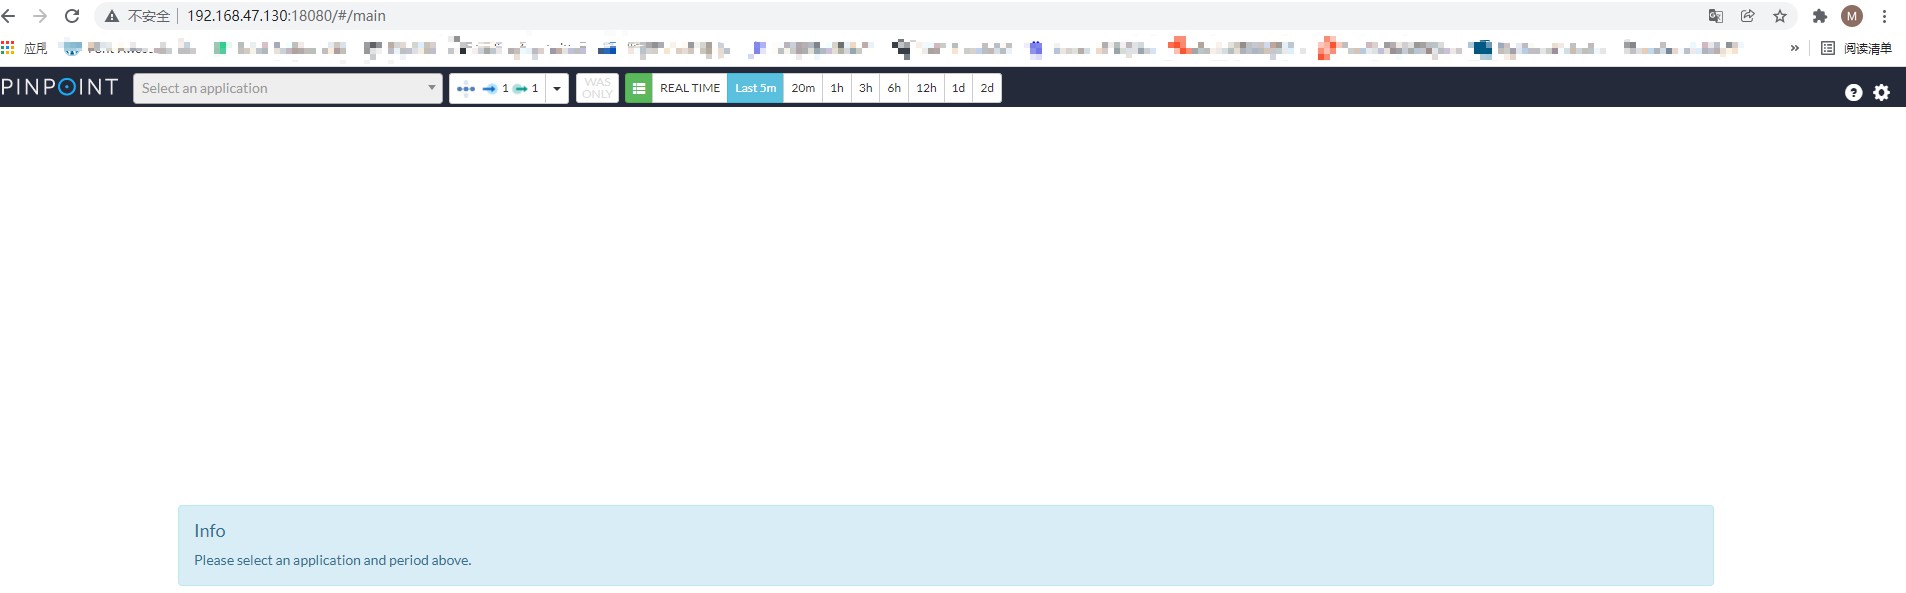 不安全 192.168.47.130:18080/#/main
应用 » 阅读清单
PINPOINT Select an application 1 1 WAS ONLY REAL TIME Last 5m 20m 1h 3h 6h 12h 1d 2d
M
Info
Please select an application and period above.